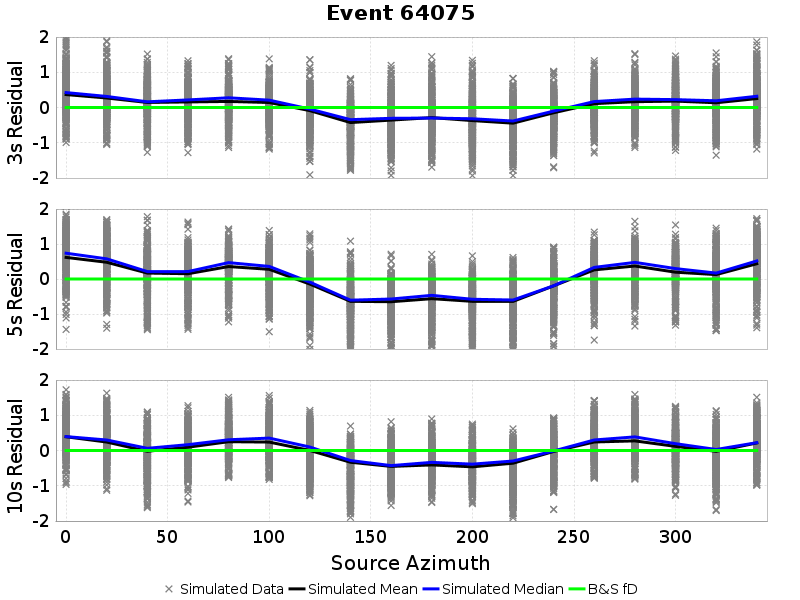 Event 64075
3s Residual
2
1
0
-1
-2
5s Residual
2
1
0
-1
-2
10s Residual
2
1
0
-1
-2
0 50 100 150 200 250 300
Source Azimuth
Simulated Data Simulated Mean Simulated Median B&S fD